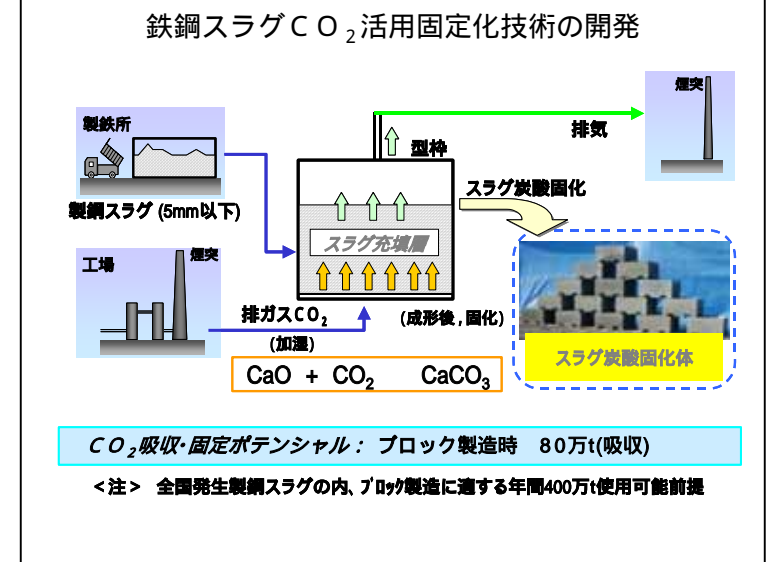 鉄鋼スラグCO₂活用固定化技術の開発
煙突
製鉄所
排気
型枠
スラグ炭酸固化
製鋼スラグ (5mm以下)
スラグ充填層
工場
煙突
排ガスCO₂
(加湿)
(成形後,固化)
スラグ炭酸固化体
CaO + CO₂ CaCO₃
CO₂吸収・固定ポテンシャル: ブロック製造時 80万t(吸収)
<注> 全国発生製鋼スラグの内、ブロック製造に適する年間400万t使用可能前提